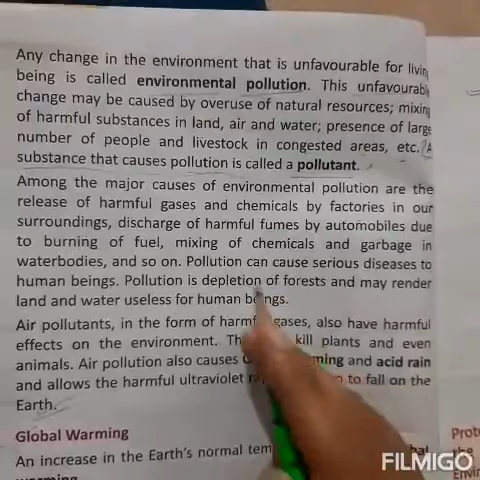 Any change in the environment that is unfavourable for living
being is called environmental pollution. This unfavourable
change may be caused by overuse of natural resources; mixing
of harmful substances in land, air and water; presence of large
number of people and livestock in congested areas, etc. A
substance that causes pollution is called a pollutant.
Among the major causes of environmental pollution are the
release of harmful gases and chemicals by factories in our
surroundings, discharge of harmful fumes by automobiles due
to burning of fuel, mixing of chemicals and garbage in
waterbodies, and so on. Pollution can cause serious diseases to
human beings. Pollution is depletion of forests and may render
land and water useless for human beings.
Air pollutants, in the form of harmful gases, also have harmful
effects on the environment. kill plants and even
animals. Air pollution also causes and acid rain
and allows the harmful ultraviolet to fall on the
Earth.
Global Warming
An increase in the Earth's normal
FILMIGO